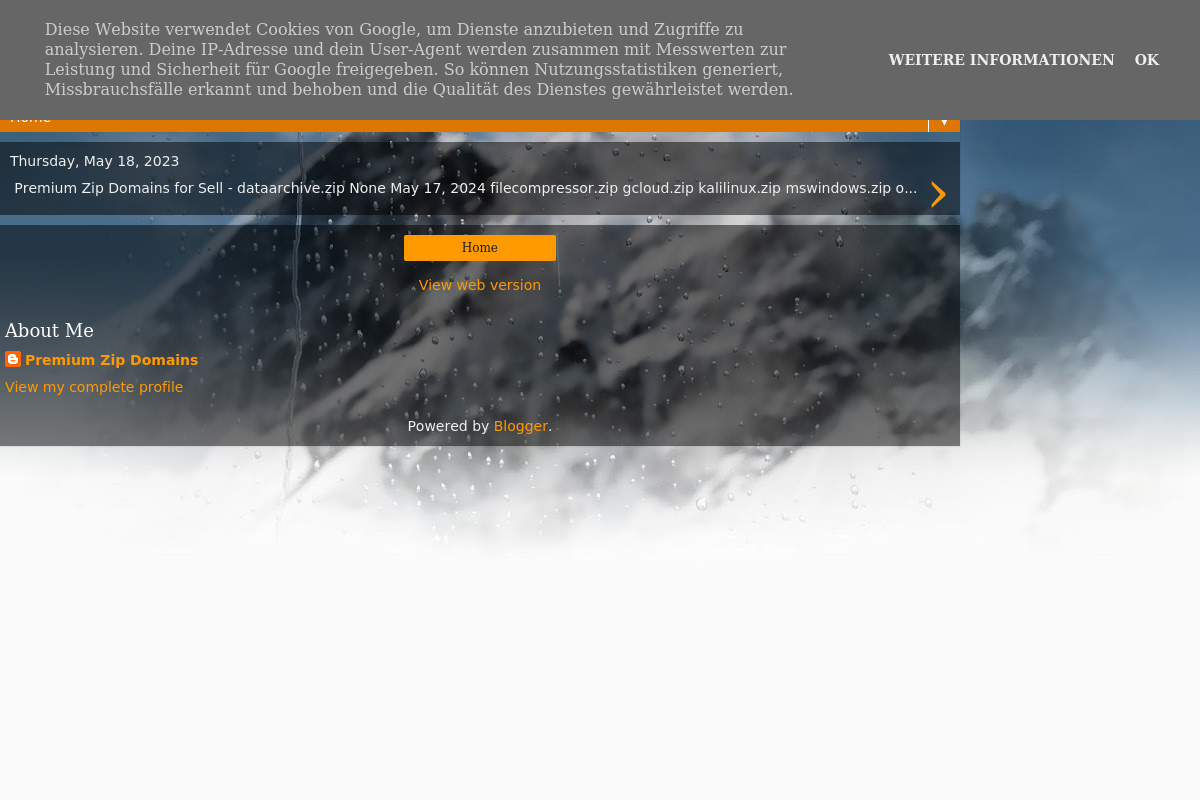 Diese Website verwendet Cookies von Google, um Dienste anzubieten und Zugriffe zu
analysieren. Deine IP-Adresse und dein User-Agent werden zusammen mit Messwerten zur
Leistung und Sicherheit für Google freigegeben. So können Nutzungsstatistiken generiert,
Missbrauchsfälle erkannt und behoben und die Qualität des Dienstes gewährleistet werden.
WEITERE INFORMATIONEN OK
Home
Thursday, May 18, 2023
Premium Zip Domains for Sell - dataarchive.zip None May 17, 2024 filecompressor.zip gcloud.zip kalilinux.zip mswindows.zip o...
Home
View web version
About Me
Premium Zip Domains
View my complete profile
Powered by Blogger.